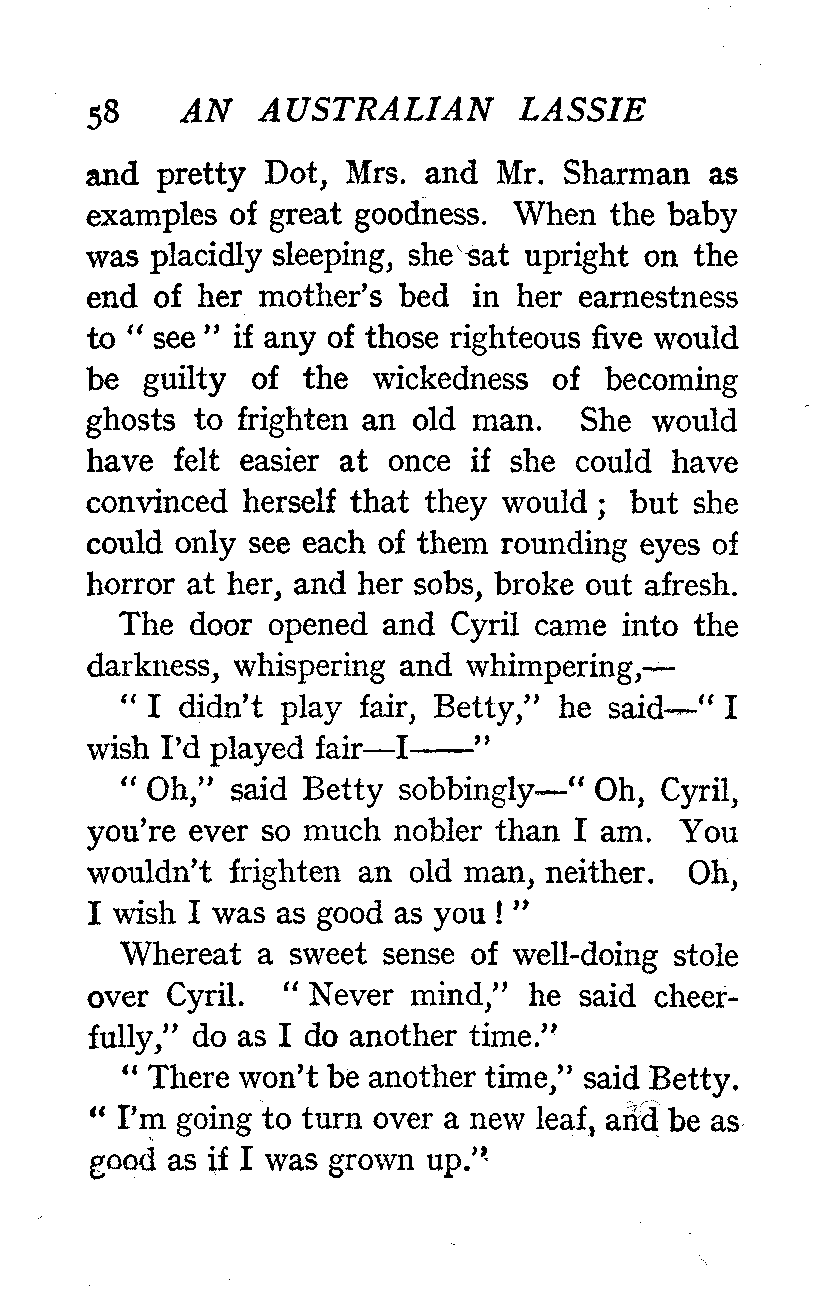 58 AN AUSTRALIAN LASSIE
and pretty Dot, Mrs. and Mr. Sharman as
examples of great goodness. When the baby
was placidly sleeping, she sat upright on the
end of her mother's bed in her earnestness
to “ see ” if any of those righteous five would
be guilty of the wickedness of becoming
ghosts to frighten an old man. She would
have felt easier at once if she could have
convinced herself that they would ; but she
could only see each of them rounding eyes of
horror at her, and her sobs, broke out afresh.
The door opened and Cyril came into the
darkness, whispering and whimpering,—
“ I didn't play fair, Betty,” he said—“ I
wish I'd played fair—I——”
“ Oh,” said Betty sobbingly—“ Oh, Cyril,
you're ever so much nobler than I am. You
wouldn't frighten an old man, neither. Oh,
I wish I was as good as you ! ”
Whereat a sweet sense of well-doing stole
over Cyril. “ Never mind,” he said cheer-
fully,” do as I do another time.”
“ There won't be another time,” said Betty.
“ I'm going to turn over a new leaf, and be as
good as if I was grown up.”